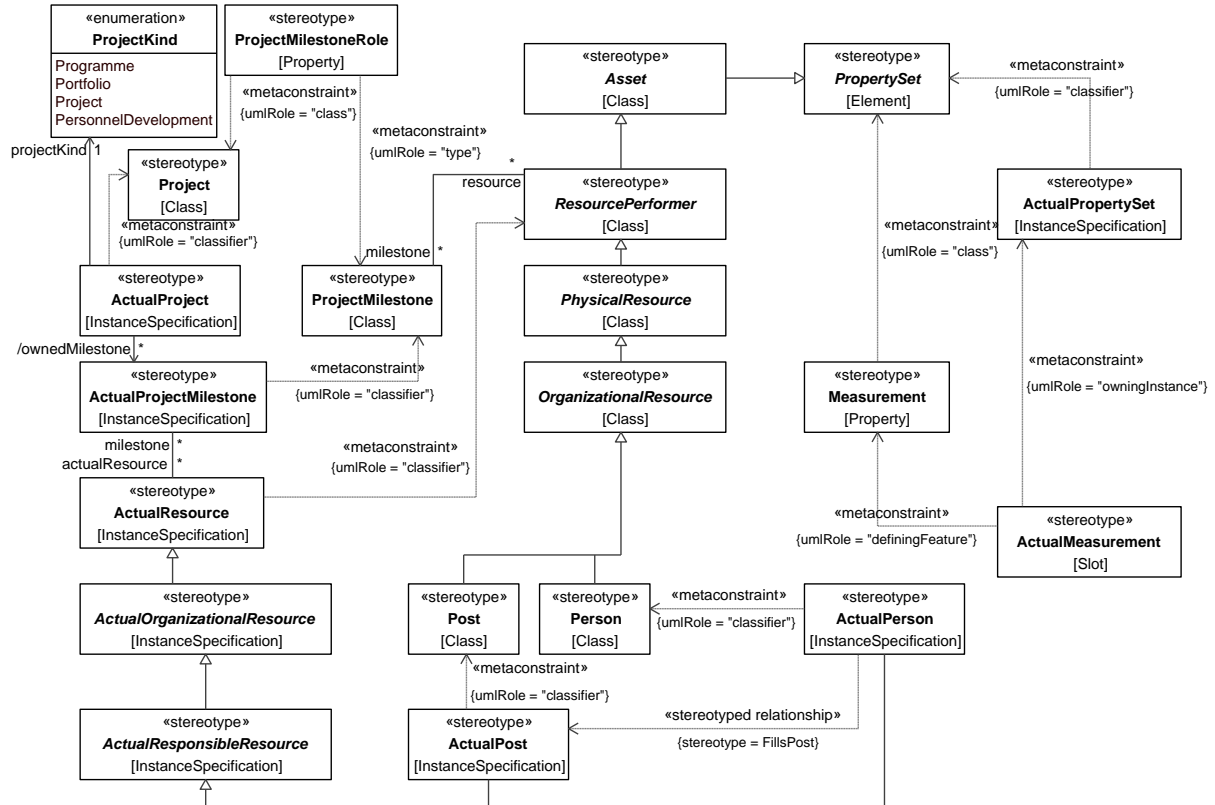 «enumeration»
ProjectKind
Programme
Portfolio
Project
PersonnelDevelopment
«stereotype»
ProjectMilestoneRole
[Property]
«stereotype»
Asset
[Class]
«stereotype»
PropertySet
[Element]
«metaconstraint»
{umlRole = "classifier"}
«metaconstraint»
{umlRole = "class"}
«metaconstraint»
{umlRole = "type"}
projectKind 1
«stereotype»
Project
[Class]
«metaconstraint»
{umlRole = "classifier"}
*
resource
«stereotype»
ResourcePerformer
[Class]
«stereotype»
ActualPropertySet
[InstanceSpecification]
«metaconstraint»
{umlRole = "class"}
milestone *
«stereotype»
ActualProject
[InstanceSpecification]
«stereotype»
ProjectMilestone
[Class]
«stereotype»
PhysicalResource
[Class]
/ownedMilestone *
«stereotype»
ActualProjectMilestone
[InstanceSpecification]
«metaconstraint»
{umlRole = "classifier"}
«stereotype»
OrganizationalResource
[Class]
«stereotype»
Measurement
[Property]
«metaconstraint»
{umlRole = "owningInstance"}
milestone *
actualResource *
«metaconstraint»
{umlRole = "classifier"}
«stereotype»
ActualResource
[InstanceSpecification]
«metaconstraint»
{umlRole = "definingFeature"}
«stereotype»
ActualMeasurement
[Slot]
«stereotype»
ActualOrganizationalResource
[InstanceSpecification]
«stereotype»
Post
[Class]
«stereotype»
Person
[Class]
«metaconstraint»
{umlRole = "classifier"}
«stereotype»
ActualPerson
[InstanceSpecification]
«metaconstraint»
{umlRole = "classifier"}
«stereotype»
ActualResponsibleResource
[InstanceSpecification]
«stereotype»
ActualPost
[InstanceSpecification]
«stereotyped relationship»
{stereotype = FillsPost}